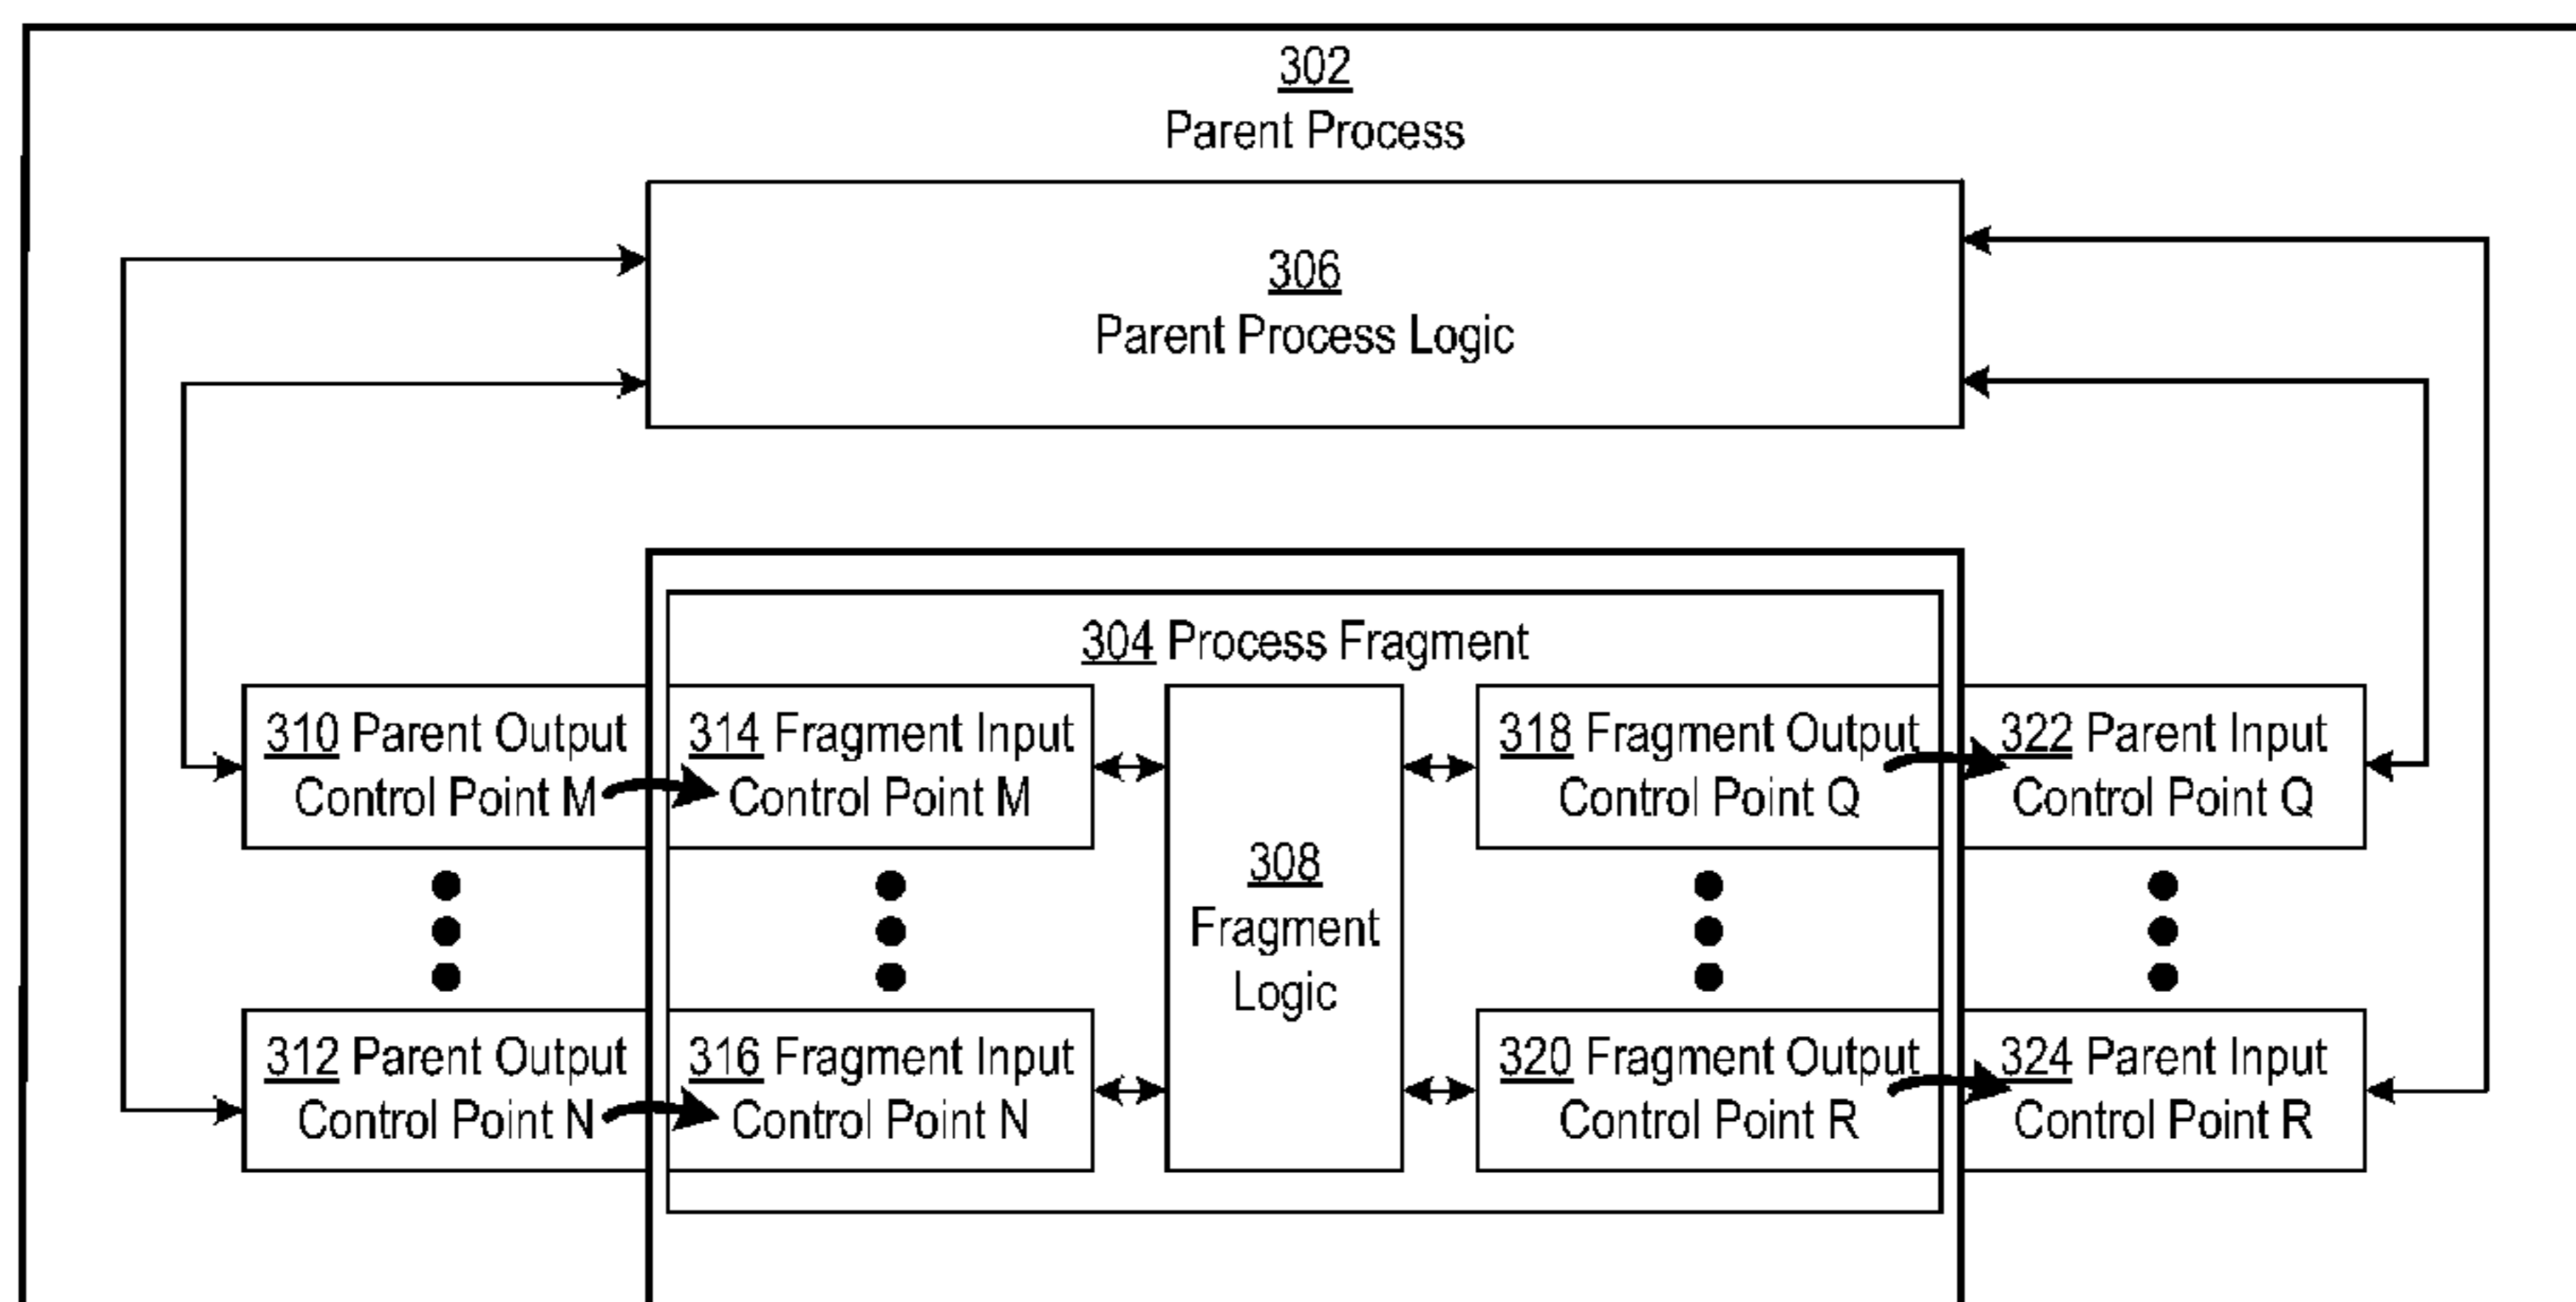 302
Parent Process
306
Parent Process Logic
304 Process Fragment
310 Parent Output
Control Point M
314 Fragment Input
Control Point M
318 Fragment Output
Control Point Q
322 Parent Input
Control Point Q
308
Fragment
Logic
312 Parent Output
Control Point N
316 Fragment Input
Control Point N
320 Fragment Output
Control Point R
324 Parent Input
Control Point R